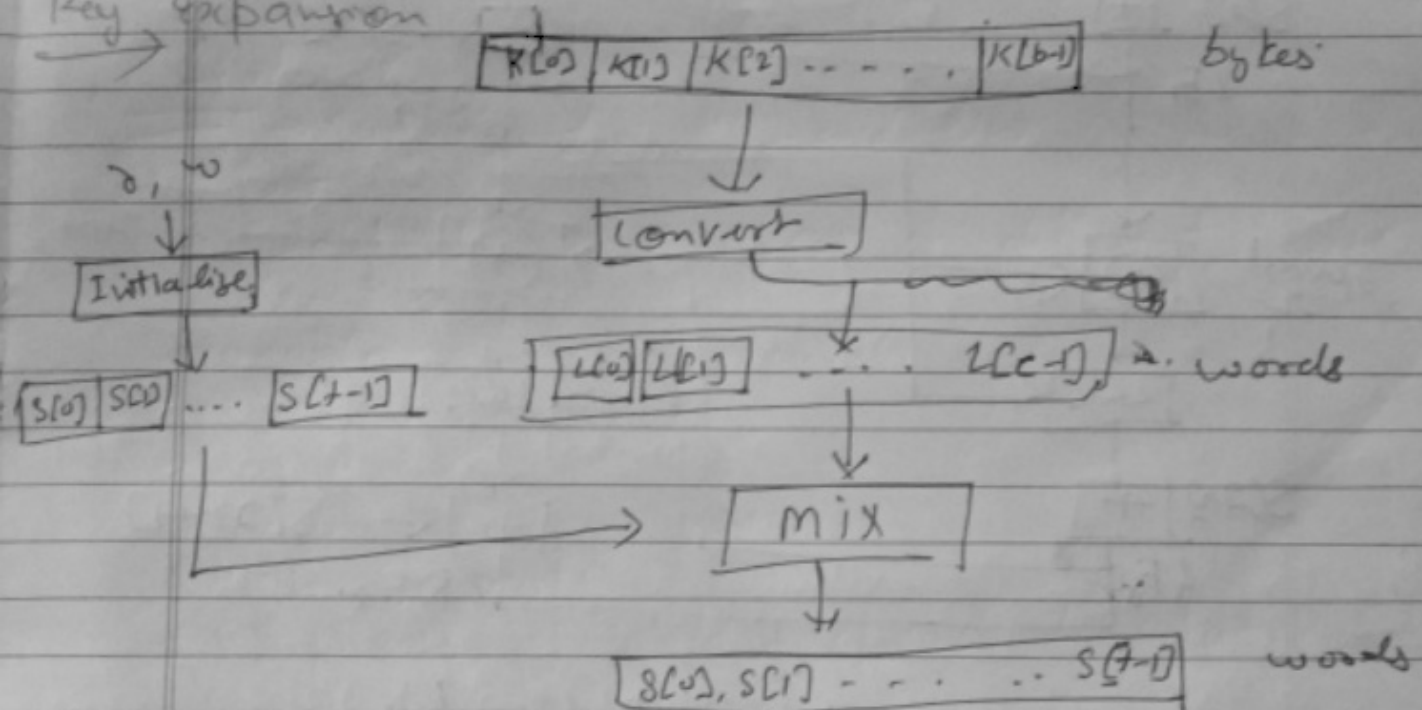 Key expansion
K[0] K[1] K[2] ..... K[b-1] bytes
r, w
Convert
Initialize
L[0] L[1] ..... L[c-1] words
S[0] S[1] .... S[t-1]
mix
S[0], S[1] - - - . .. S[t-1] words